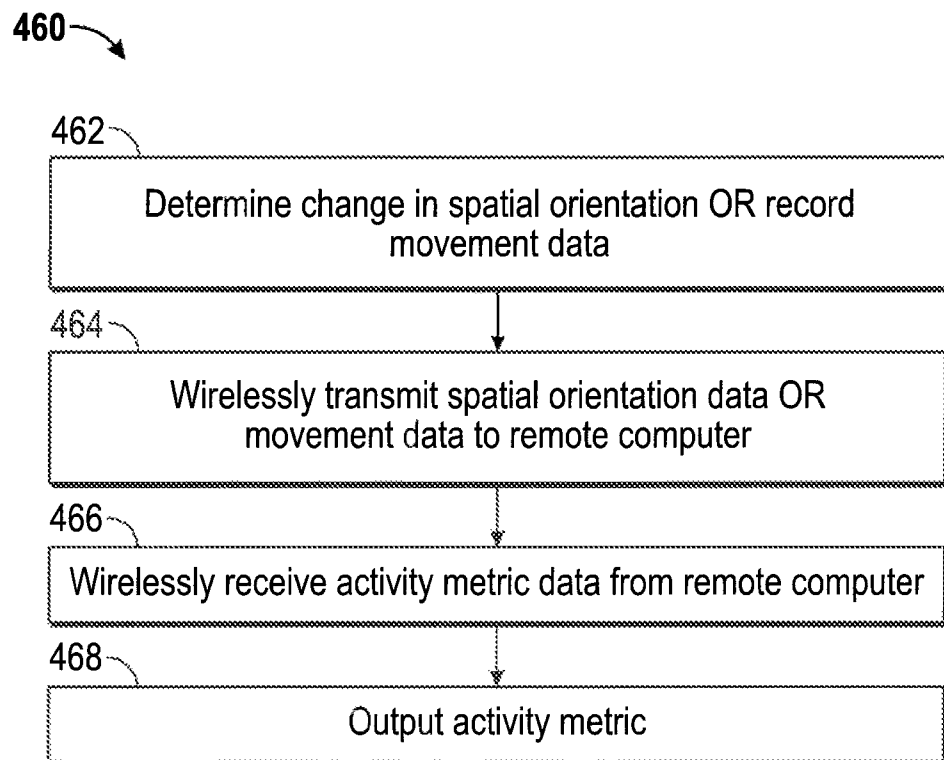 460
462
Determine change in spatial orientation OR record
movement data
464
Wirelessly transmit spatial orientation data OR
movement data to remote computer
466
Wirelessly receive activity metric data from remote computer
468
Output activity metric